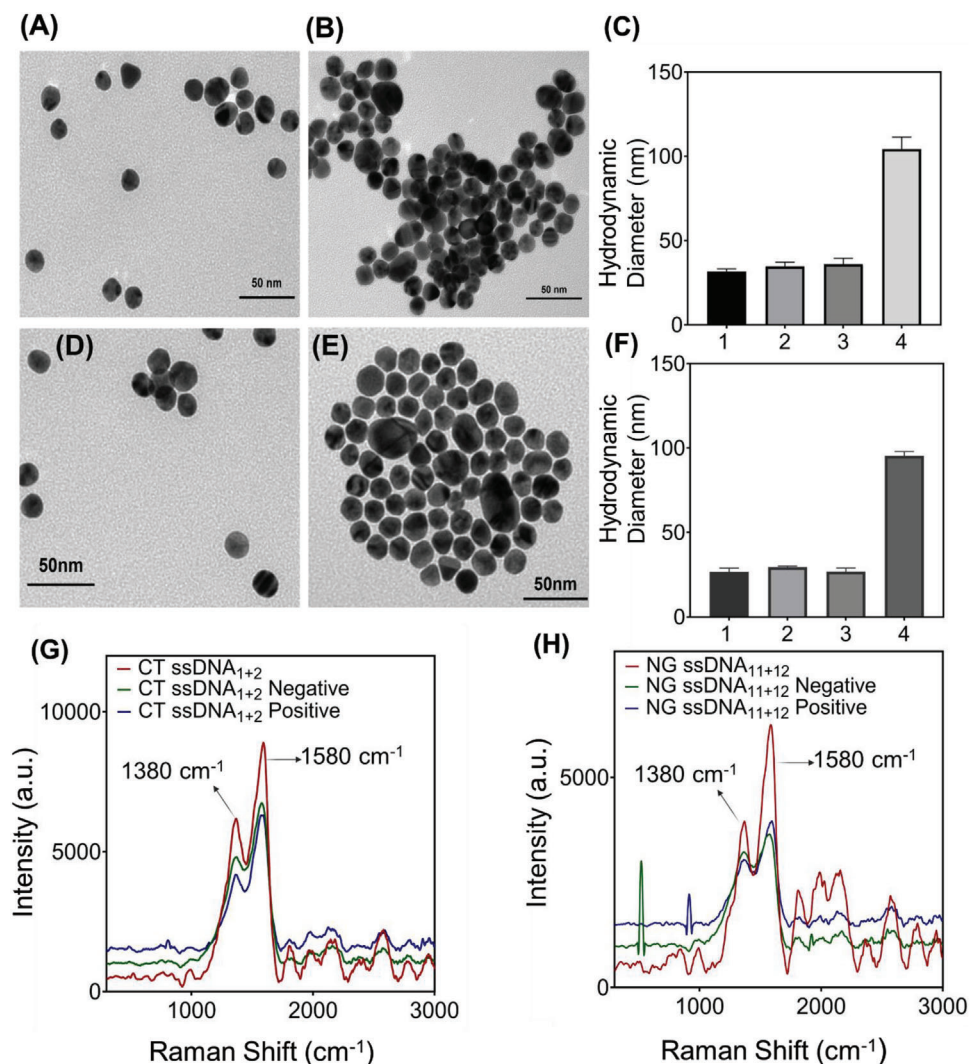 (A)
50 nm
(B)
50 nm
(C)
Hydrodynamic
Diameter (nm)
150
100
50
0
1 2 3 4
(D)
50nm
(E)
50nm
(F)
Hydrodynamic
Diameter (nm)
150
100
50
0
1 2 3 4
(G)
CT ssDNA1+2
CT ssDNA1+2 Negative
CT ssDNA1+2 Positive
1380 cm-1
1580 cm-1
Intensity (a.u.)
10000
5000
0
1000 2000 3000
Raman Shift (cm-1)
(H)
NG ssDNA11+12
NG ssDNA11+12 Negative
NG ssDNA11+12 Positive
1380 cm-1
1580 cm-1
Intensity (a.u.)
5000
0
1000 2000 3000
Raman Shift (cm-1)